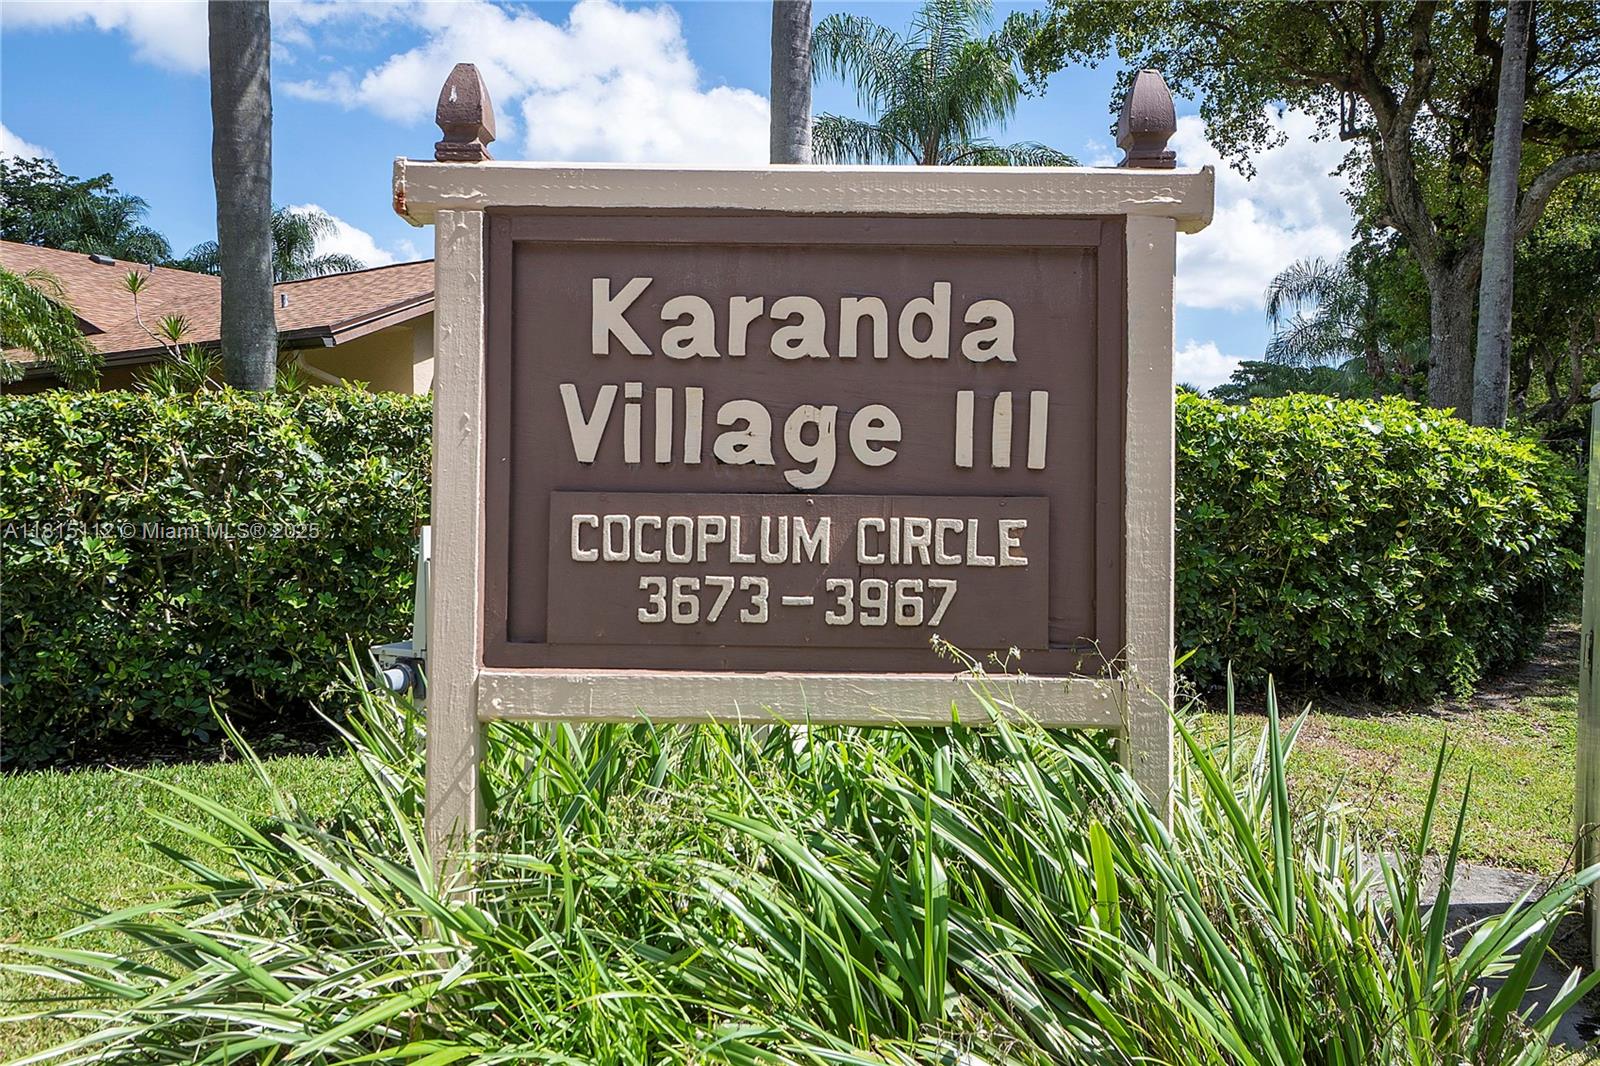 Karanda
Village III
COCOPLUM CIRCLE
3673-3967
A11815112 © Miami MLS® 2025